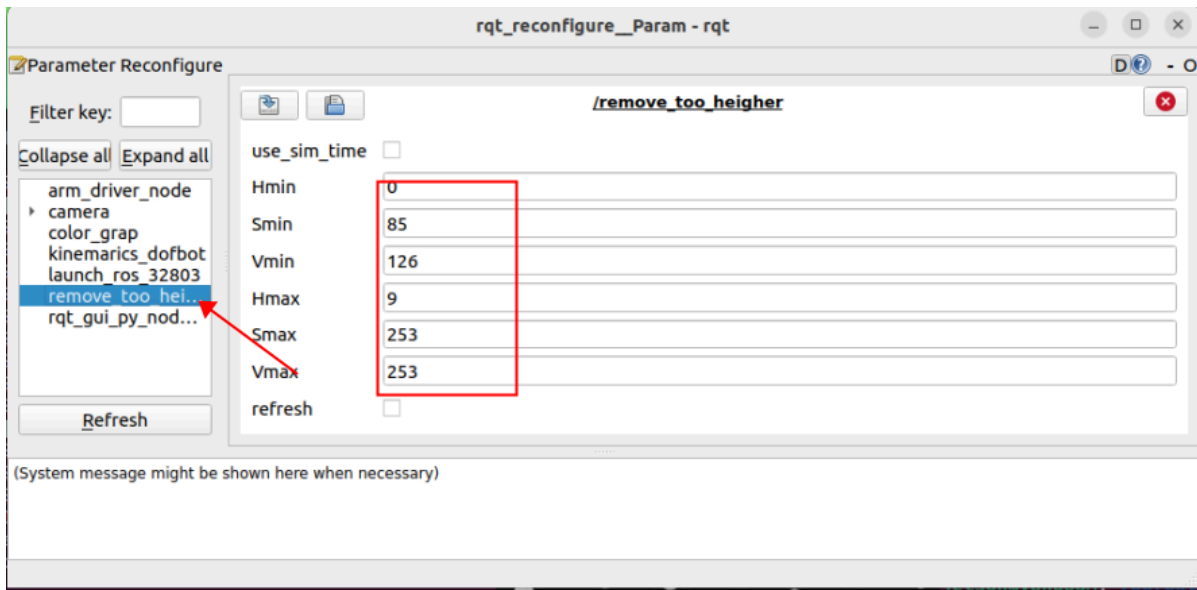 rqt_reconfigure__Param - rqt
Parameter Reconfigure
D - O
Filter key:
Collapse all Expand all
arm_driver_node
camera
color_grap
kinemarics_dofbot
launch_ros_32803
remove_too_hei...
rqt_gui_py_nod...
Refresh
/remove_too_heigher
use_sim_time
Hmin 0
Smin 85
Vmin 126
Hmax 9
Smax 253
Vmax 253
refresh
(System message might be shown here when necessary)